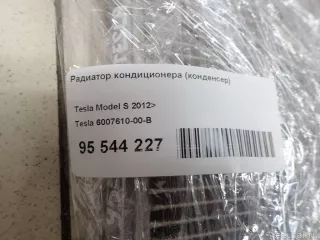 Радиатор кондиционера (конденсер)
Tesla Model S 2012>
Tesla 6007610-00-B
95 544 227